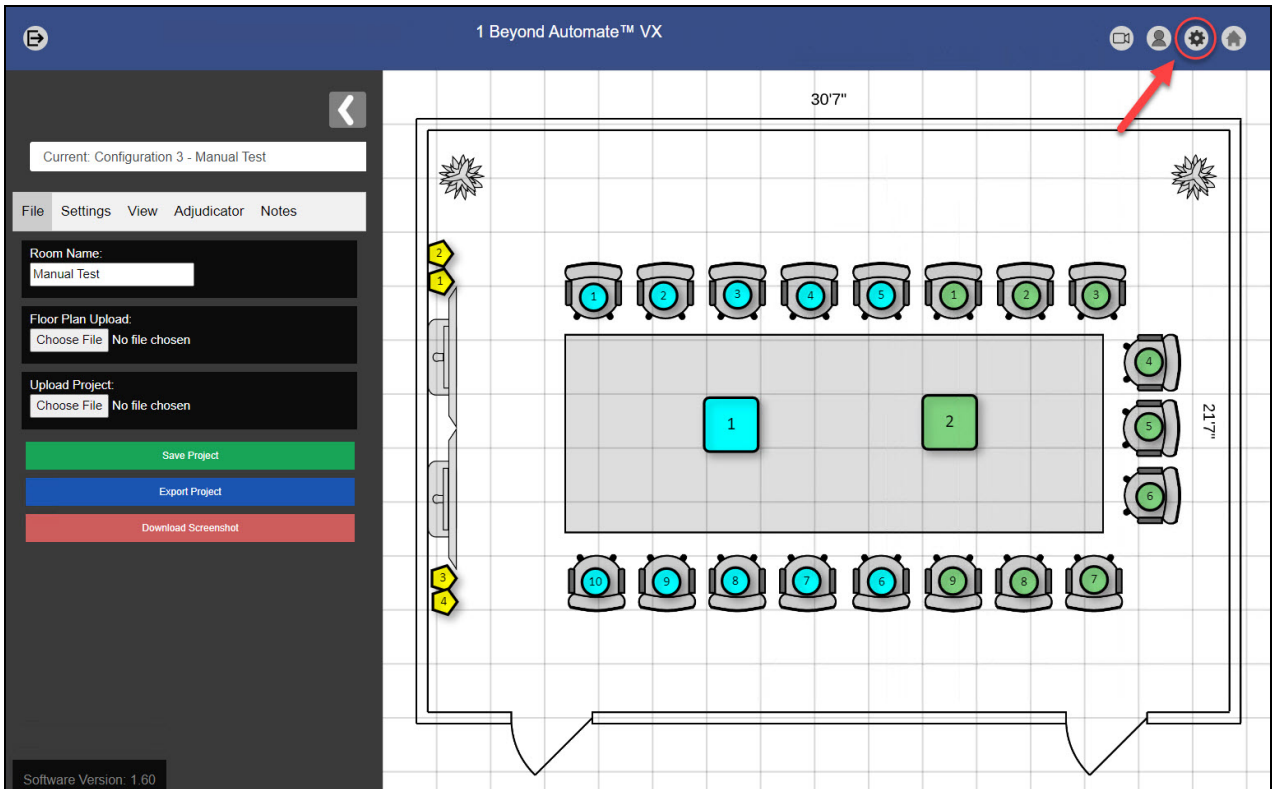 1 Beyond Automate™ VX
Current: Configuration 3 - Manual Test
File Settings View Adjudicator Notes
Room Name:
Manual Test
Floor Plan Upload:
Choose File No file chosen
Upload Project:
Choose File No file chosen
Save Project
Export Project
Download Screenshot
Software Version: 1.60
30'7"
2
1
1 2 3 4 5 1 2 3
4
21'7"
1 2
5
6
3
4
10 9 8 7 6 9 8 7